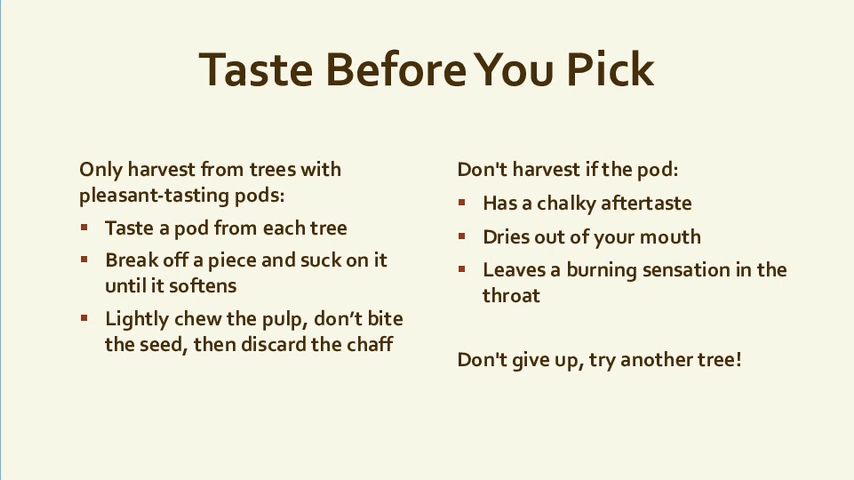 Taste Before You Pick
Only harvest from trees with
pleasant-tasting pods:
▪ Taste a pod from each tree
▪ Break off a piece and suck on it
until it softens
▪ Lightly chew the pulp, don’t bite
the seed, then discard the chaff
Don't harvest if the pod:
▪ Has a chalky aftertaste
▪ Dries out of your mouth
▪ Leaves a burning sensation in the
throat
Don't give up, try another tree!